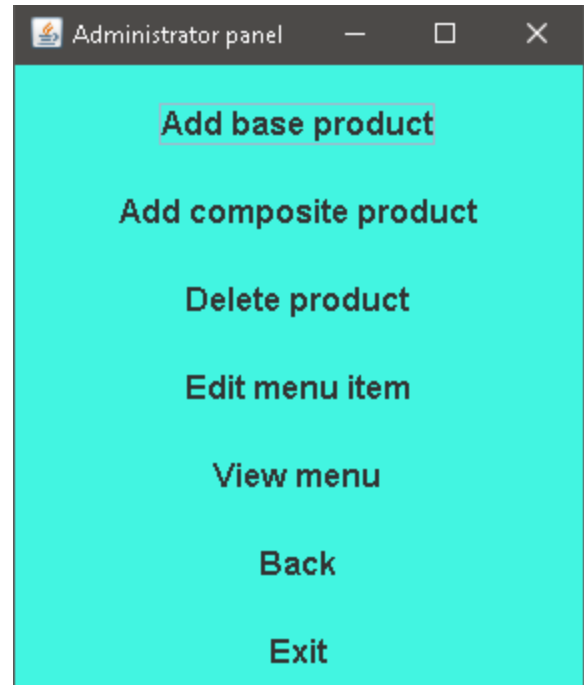 Administrator panel
Add base product
Add composite product
Delete product
Edit menu item
View menu
Back
Exit